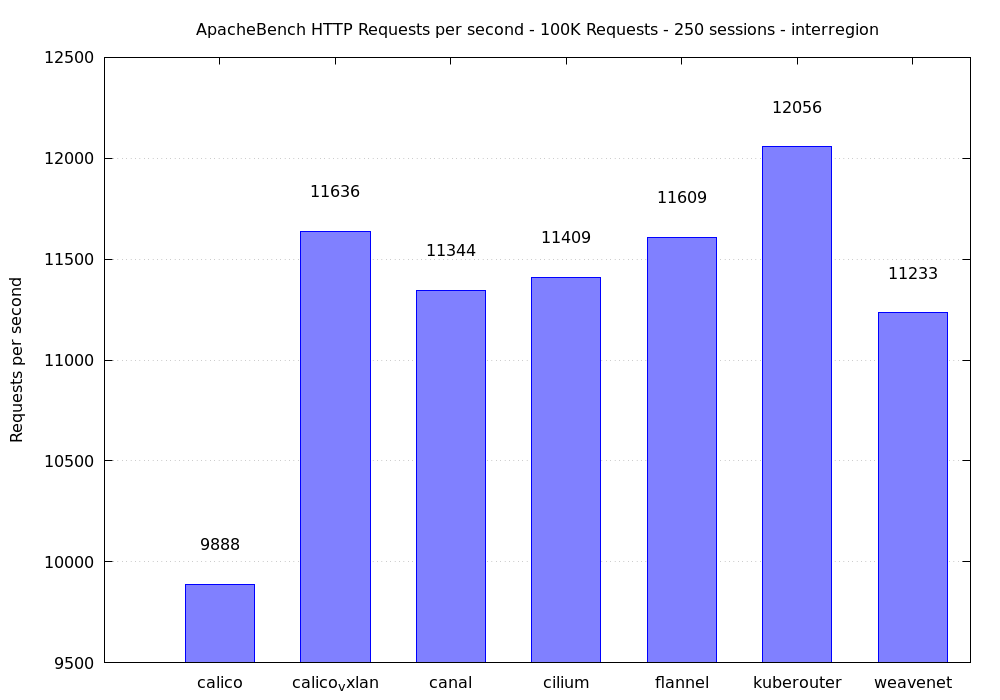 ApacheBench HTTP Requests per second - 100K Requests - 250 sessions - interregion
Requests per second
12500
12000
11500
11000
10500
10000
9500
9888
11636
11344
11409
11609
12056
11233
calico
calicovxlan
canal
cilium
flannel
kuberouter
weavenet